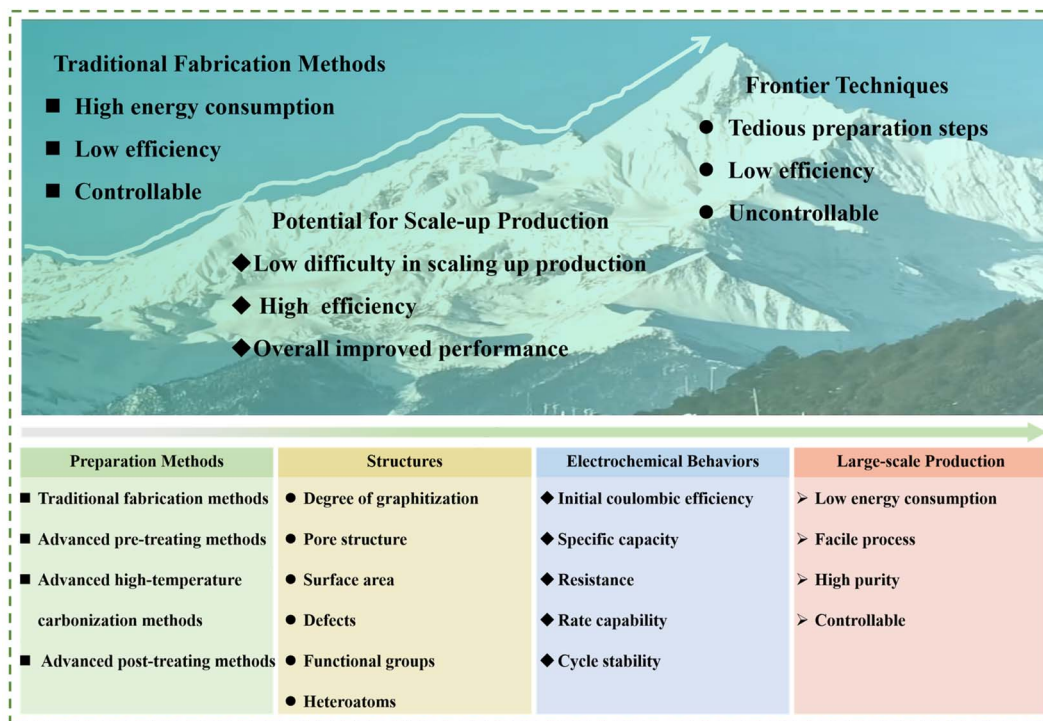 Traditional Fabrication Methods
High energy consumption
Low efficiency
Controllable
Frontier Techniques
Tedious preparation steps
Low efficiency
Uncontrollable
Potential for Scale-up Production
Low difficulty in scaling up production
High efficiency
Overall improved performance
Preparation Methods
Traditional fabrication methods
Advanced pre-treating methods
Advanced high-temperature
carbonization methods
Advanced post-treating methods
Structures
Degree of graphitization
Pore structure
Surface area
Defects
Functional groups
Heteroatoms
Electrochemical Behaviors
Initial coulombic efficiency
Specific capacity
Resistance
Rate capability
Cycle stability
Large-scale Production
Low energy consumption
Facile process
High purity
Controllable